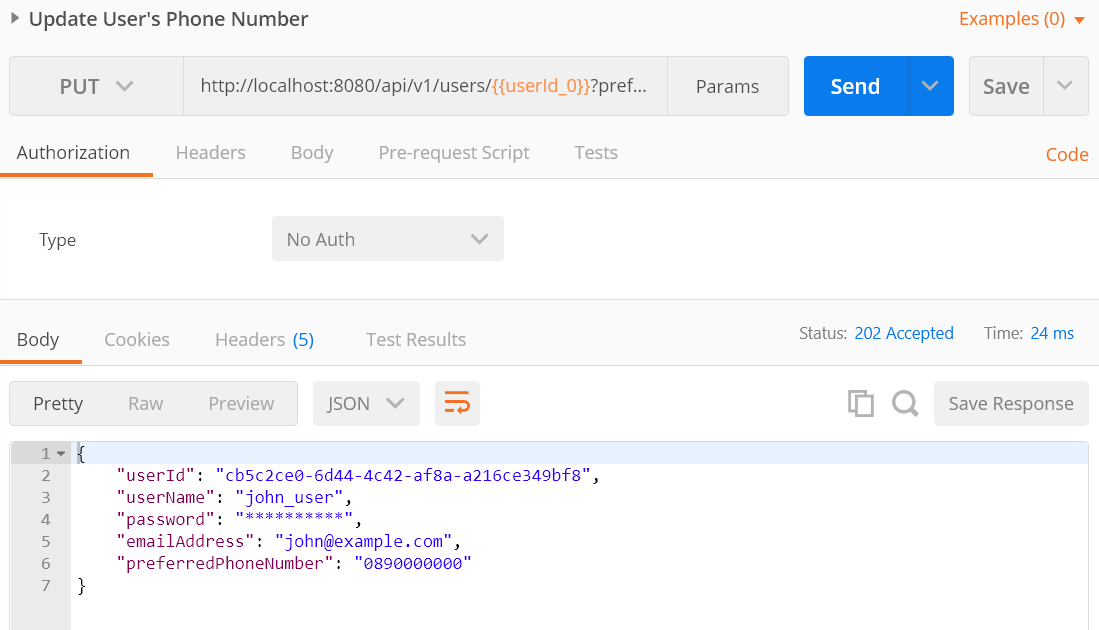 Update User's Phone Number Examples (0)
PUT http://localhost:8080/api/v1/users/{{userId_0}}?pref... Params Send Save
Authorization Headers Body Pre-request Script Tests Code
Type No Auth
Body Cookies Headers (5) Test Results Status: 202 Accepted Time: 24 ms
Pretty Raw Preview JSON Save Response
1 {
2 "userId": "cb5c2ce0-6d44-4c42-af8a-a216ce349bf8",
3 "userName": "john_user",
4 "password": "**********",
5 "emailAddress": "john@example.com",
6 "preferredPhoneNumber": "0890000000"
7 }